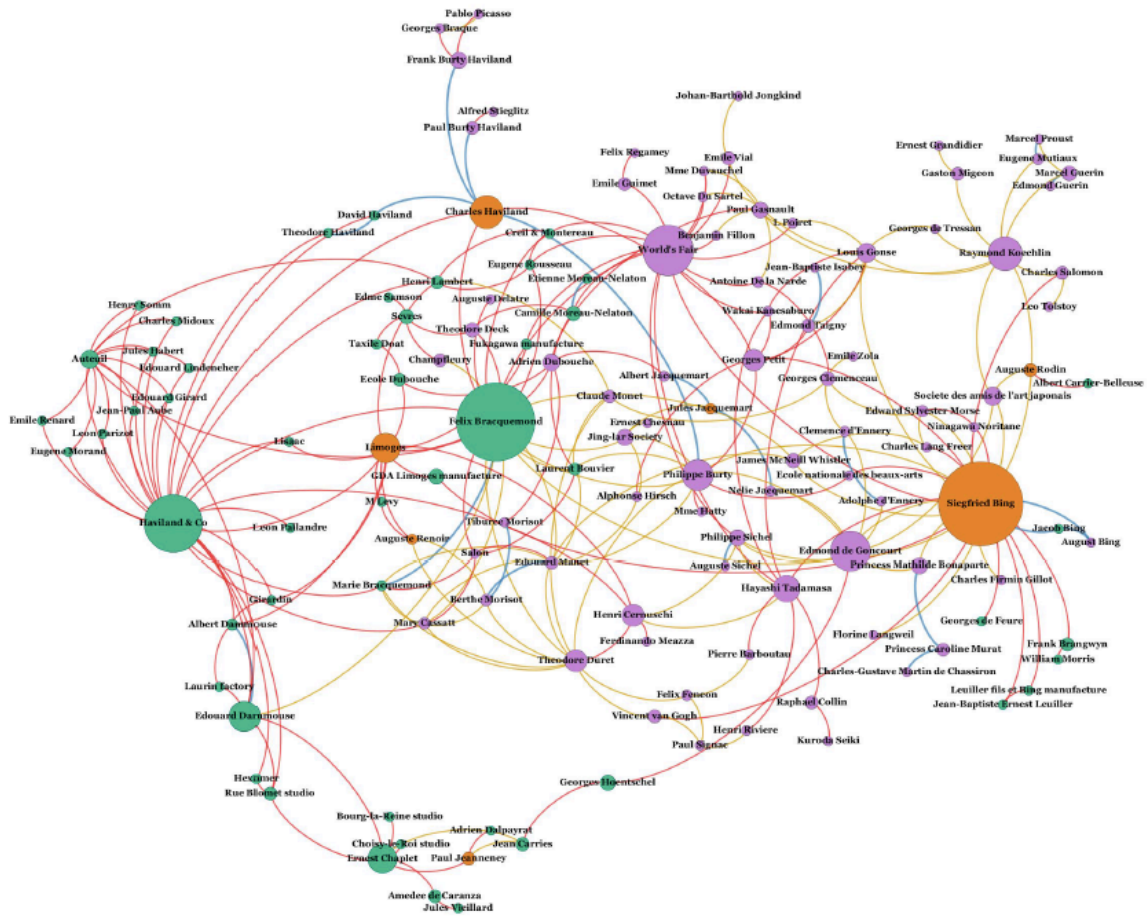 Pablo Picasso
Georges Braque
Frank Burty Haviland
Alfred Stieglitz
Paul Burty Haviland
Johan-Barthold Jongkind
Charles Haviland
David Haviland
Theodore Haviland
Felix Regamey
Emile Guimet
Emile Vial
Mme Duvauchel
Octave Du Sartel
Paul Gasnault
Benjamin Fillon
World's Fair
Louis Gonse
Ernest Grandidier
Gaston Migeon
Marcel Proust
Eugene Mutiaux
Marcel Guerin
Edmond Guerin
Georges de Tressan
Raymond Koechlin
Charles Salomon
Leo Tolstoy
Creil & Montereau
Eugene Rousseau
Etienne Moreau-Nelaton
Henri Lambert
Edme Samson
Auguste Delatre
Camille Moreau-Nelaton
Sevres
Theodore Deck
Taxile Doat
Fukagawa manufacture
Champfleury
Adrien Dubouche
Ecole Dubouche
Jean-Baptiste Isabey
Antoine De la Narde
Wakai Kanesaburo
Edmond Taigny
Georges Petit
Emile Zola
Albert Jacquemart
Georges Clemenceau
Henry Somm
Charles Midoux
Auteuil
Jules Habert
Edouard Lindeneher
Edouard Girard
Jean-Paul Aube
Emile Renard
Leon Parizot
Eugene Morand
Lisaac
Limoges
Felix Bracquemond
Claude Monet
Jules Jacquemart
Ernest Chesnau
Jing-lar Society
Auguste Rodin
Albert Carrier-Belleuse
Societe des amis de l'art japonais
Edward Sylvester Morse
Ninagawa Noritane
Clemence d'Ennery
Charles Lang Freer
James McNeill Whistler
Ecole nationale des beaux-arts
Laurent Bouvier
Philippe Burty
Nelie Jacquemart
Adolphe d'Ennery
Siegfried Bing
GDA Limoges manufacture
Alphonse Hirsch
Mme Hatty
M Levy
Haviland & Co
Leon Pallandre
Tiburce Morisot
Auguste Renoir
Salon
Edouard Manet
Philippe Sichel
Auguste Sichel
Edmond de Goncourt
Princess Mathilde Bonaparte
Jacob Bing
August Bing
Charles Firmin Gillot
Hayashi Tadamasa
Marie Bracquemond
Girardin
Berthe Morisot
Albert Dammouse
Mary Cassatt
Henri Cernuschi
Ferdinando Meazza
Georges de Feure
Florine Langweil
Princess Caroline Murat
Frank Brangwyn
William Morris
Pierre Barboutau
Charles-Gustave Martin de Chassiron
Theodore Duret
Laurin factory
Edouard Dammouse
Felix Feneon
Vincent van Gogh
Raphael Collin
Leuiller fils et Bing manufacture
Jean-Baptiste Ernest Leuiller
Henri Riviere
Paul Signac
Kuroda Seiki
Hexamer
Rue Blomet studio
Georges Hoentschel
Bourg-la-Reine studio
Adrien Dalpayrat
Choisy-le-Roi studio
Jean Carries
Ernest Chaplet
Paul Jeanneney
Amedee de Caranza
Jules Vieillard